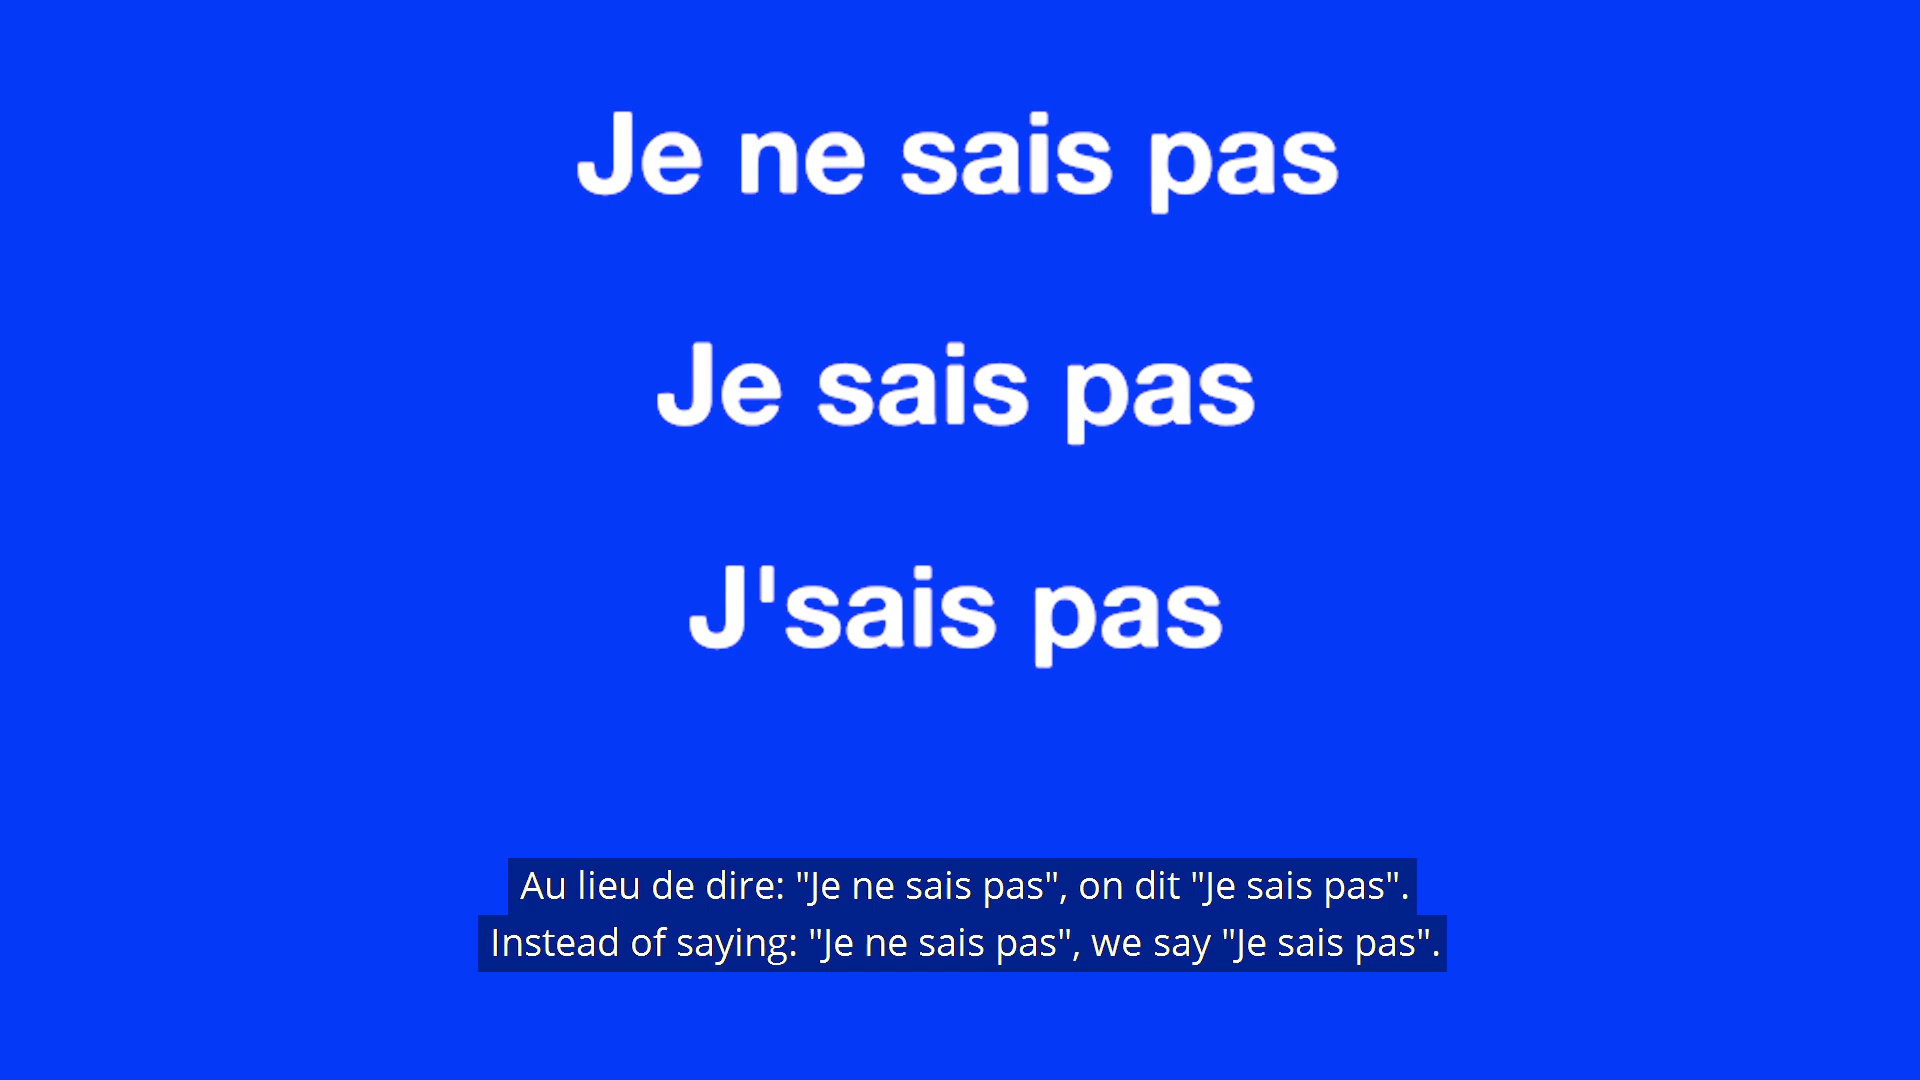 Je ne sais pas
Je sais pas
J'sais pas
Au lieu de dire: "Je ne sais pas", on dit "Je sais pas".
Instead of saying: "Je ne sais pas", we say "Je sais pas".